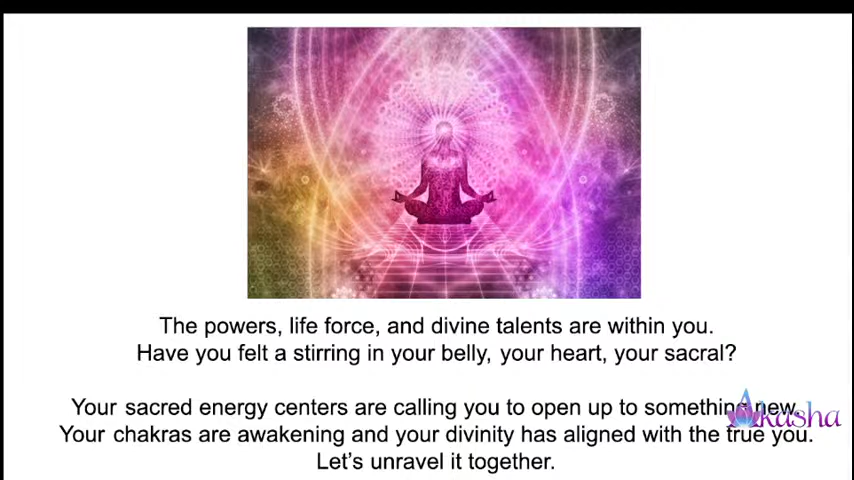 The powers, life force, and divine talents are within you.
Have you felt a stirring in your belly, your heart, your sacral?
Your sacred energy centers are calling you to open up to something new.
Your chakras are awakening and your divinity has aligned with the true you.
Let’s unravel it together.
Akasha